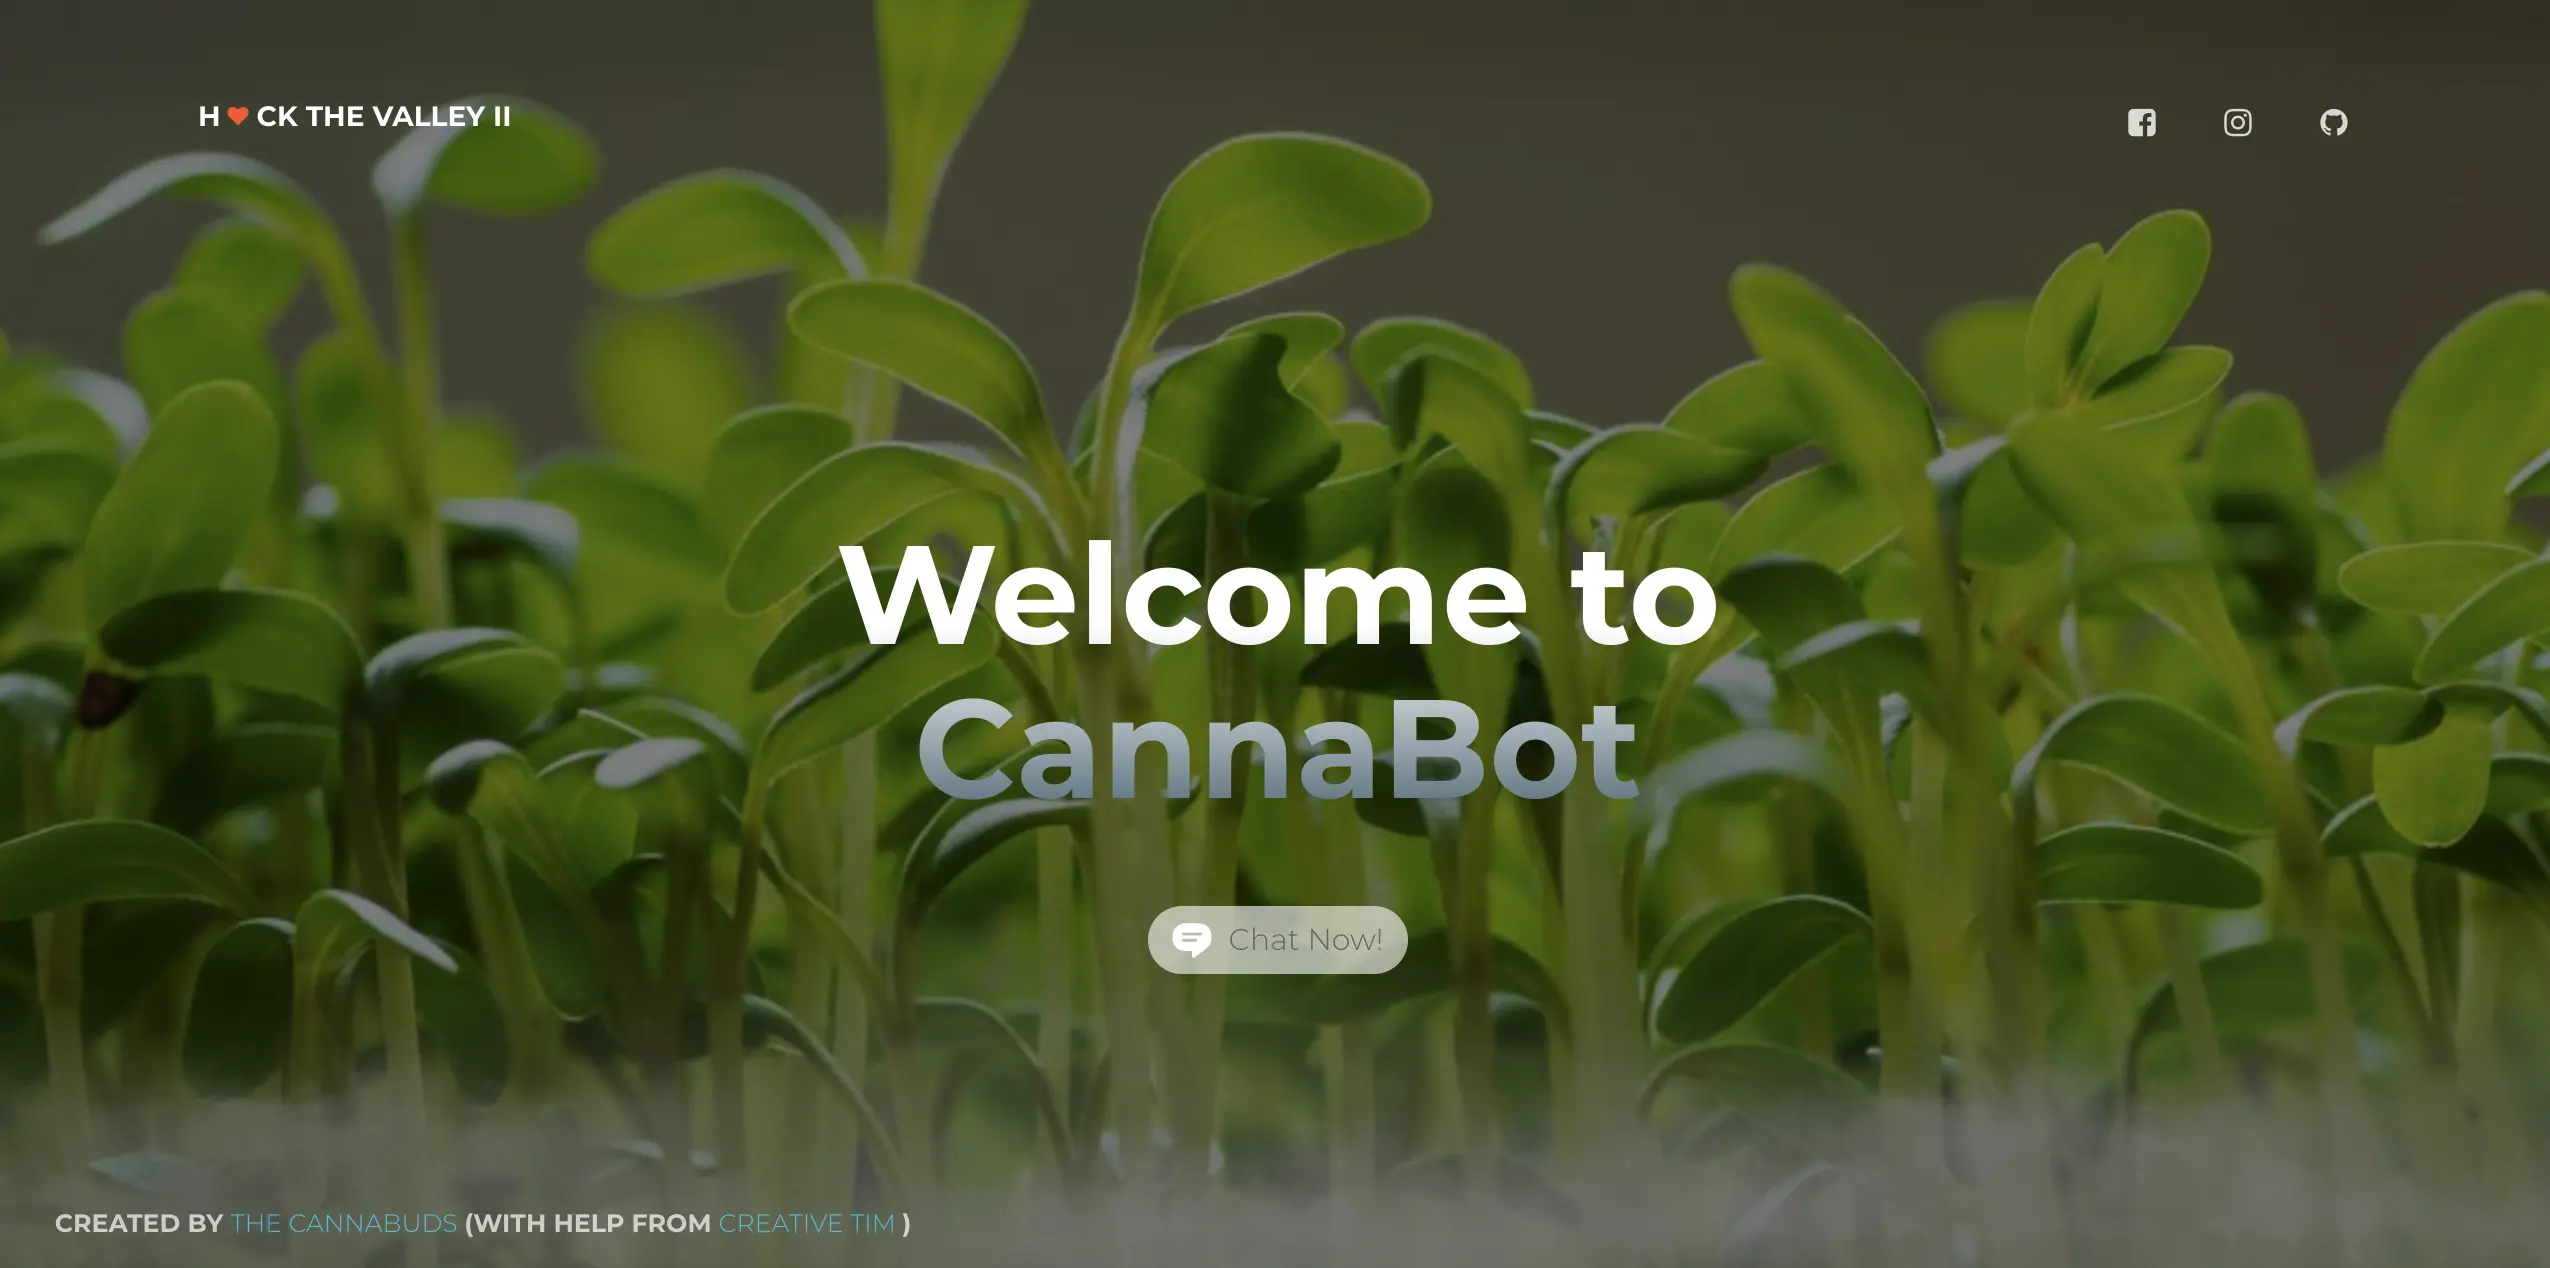 H❤CK THE VALLEY II
Welcome to
CannaBot
Chat Now!
CREATED BY THE CANNABUDS (WITH HELP FROM CREATIVE TIM )